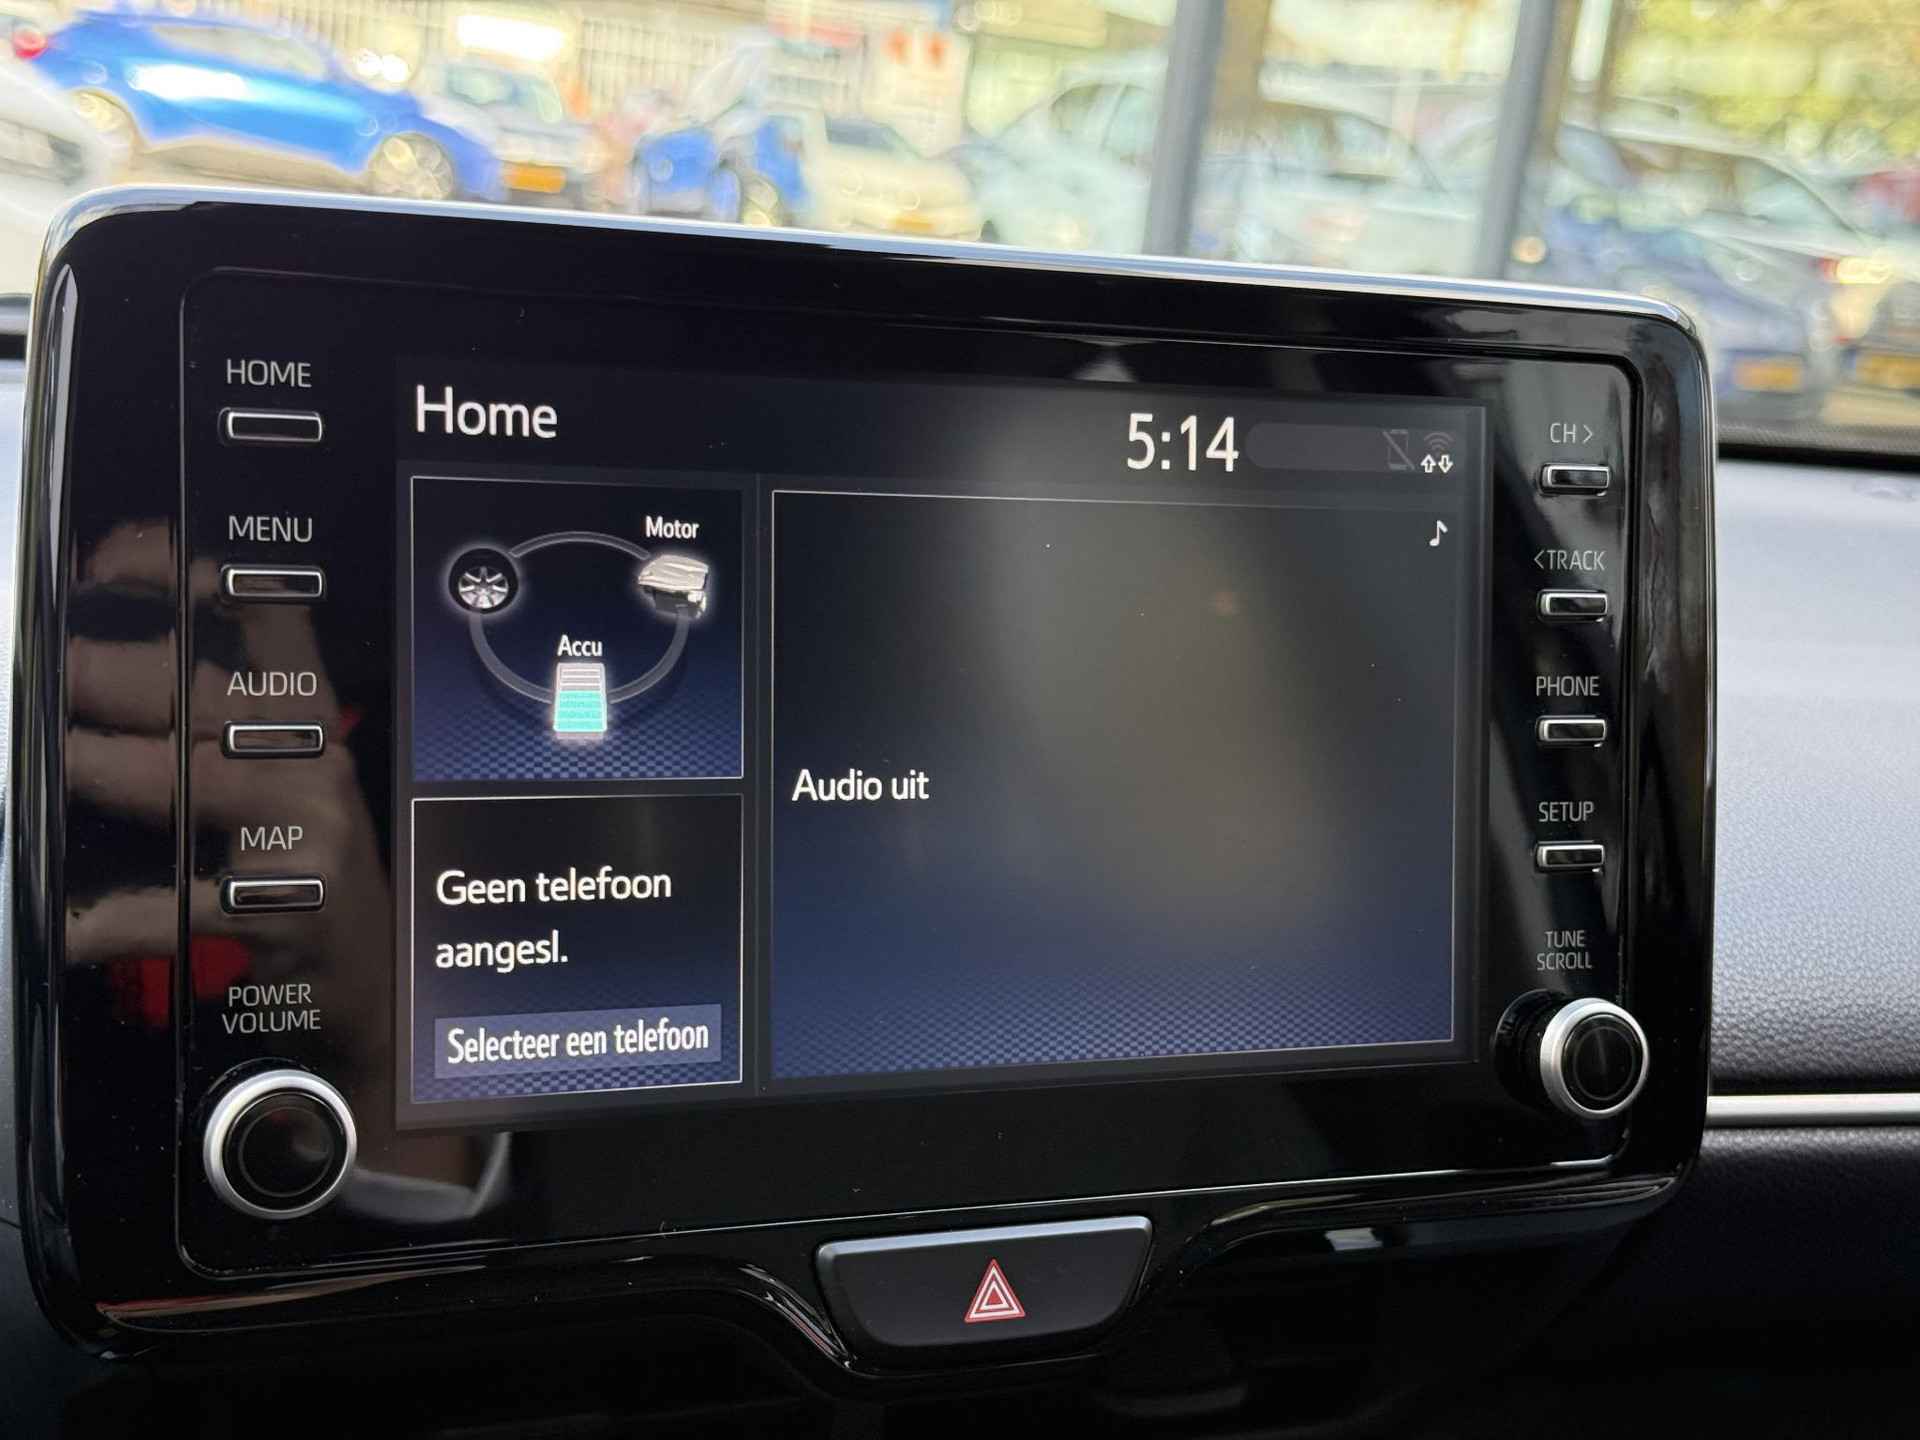 HOME
MENU
AUDIO
MAP
POWER
VOLUME
Home
5:14
Motor
Accu
Geen telefoon
aangesl.
Selecteer een telefoon
Audio uit
CH >
< TRACK
PHONE
SETUP
TUNE
SCROLL